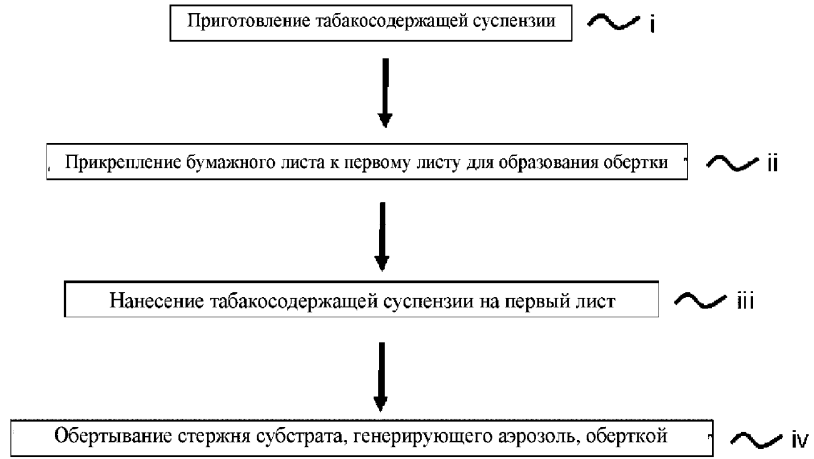 Приготовление табакосодержащей суспензии i
Прикрепление бумажного листа к первому листу для образования обертки ii
Нанесение табакосодержащей суспензии на первый лист iii
Обертывание стержня субстрата, генерирующего аэрозоль, оберткой iv